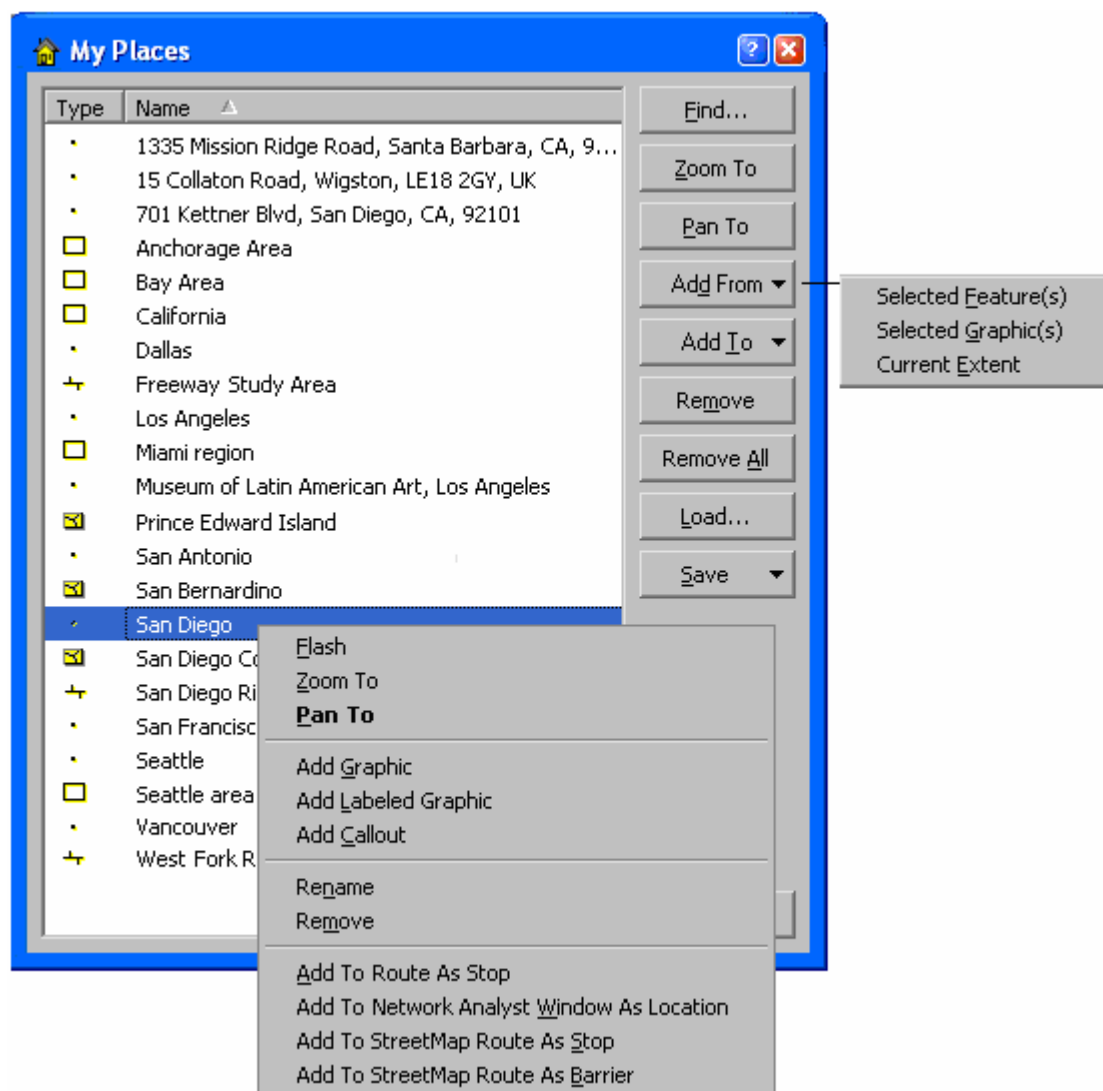 My Places
Type Name
1335 Mission Ridge Road, Santa Barbara, CA, 9...
15 Collaton Road, Wigston, LE18 2GY, UK
701 Kettner Blvd, San Diego, CA, 92101
Anchorage Area
Bay Area
California
Dallas
Freeway Study Area
Los Angeles
Miami region
Museum of Latin American Art, Los Angeles
Prince Edward Island
San Antonio
San Bernardino
San Diego
San Diego Co
San Diego Ri
San Francisc
Seattle
Seattle area
Vancouver
West Fork R
Find...
Zoom To
Pan To
Add From
Add To
Remove
Remove All
Load...
Save
Selected Feature(s)
Selected Graphic(s)
Current Extent
Flash
Zoom To
Pan To
Add Graphic
Add Labeled Graphic
Add Callout
Rename
Remove
Add To Route As Stop
Add To Network Analyst Window As Location
Add To StreetMap Route As Stop
Add To StreetMap Route As Barrier